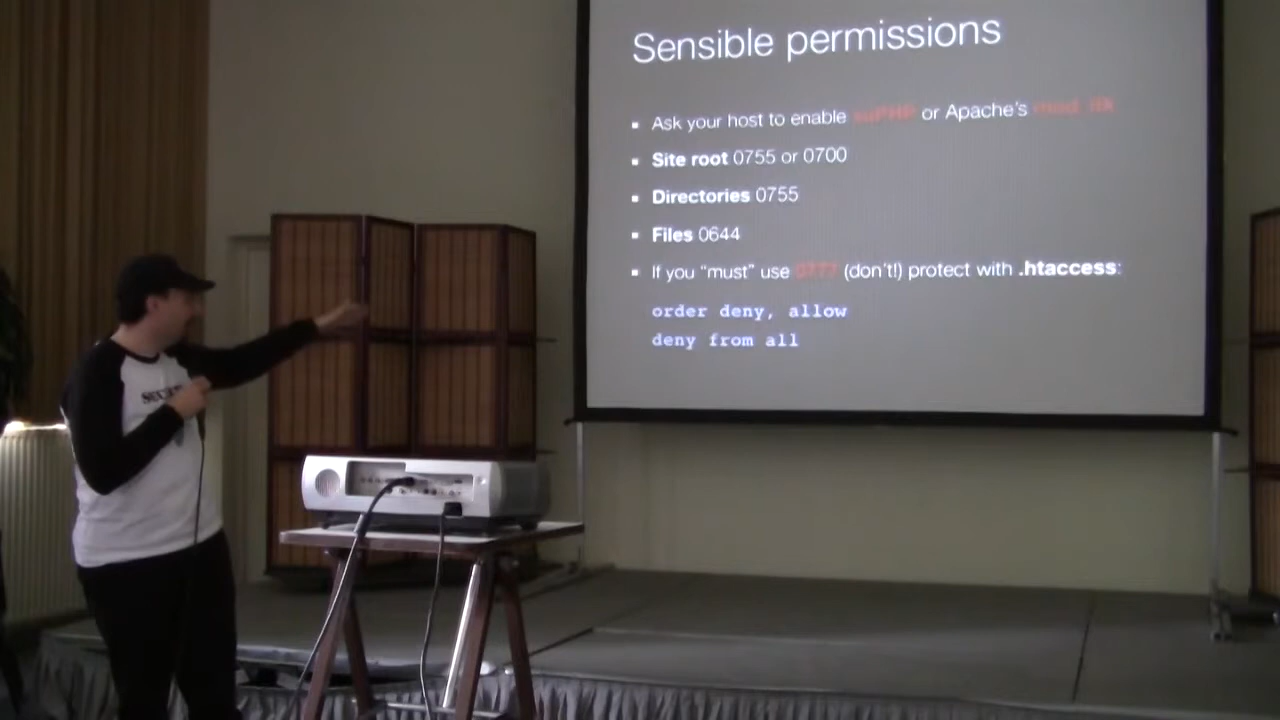 Sensible permissions
Ask your host to enable suPHP or Apache's mod_itk
Site root 0755 or 0700
Directories 0755
Files 0644
If you “must” use 0777 (don't!) protect with .htaccess:
order deny, allow
deny from all